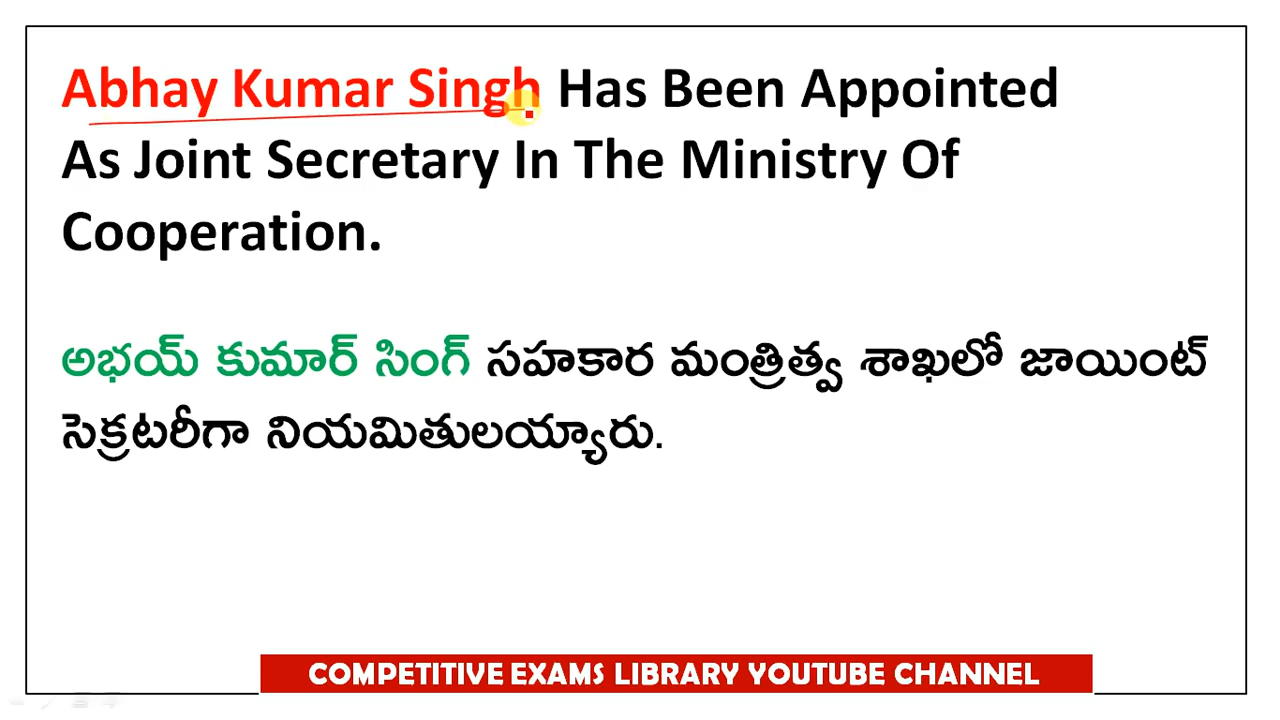 Abhay Kumar Singh Has Been Appointed
As Joint Secretary In The Ministry Of
Cooperation.
అభయ్ కుమార్ సింగ్ సహకార మంత్రిత్వ శాఖలో జాయింట్
సెక్రటరీగా నియమితులయ్యారు.
COMPETITIVE EXAMS LIBRARY YOUTUBE CHANNEL